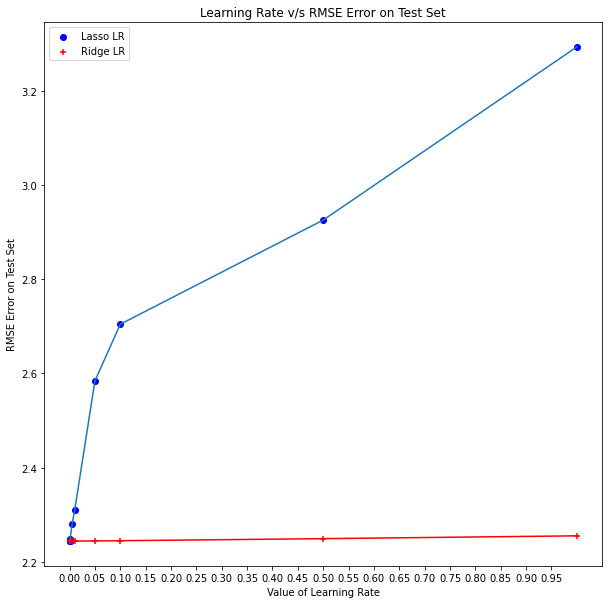 Learning Rate v/s RMSE Error on Test Set
Lasso LR
Ridge LR
3.2
3.0
2.8
2.6
2.4
2.2
RMSE Error on Test Set
0.00 0.05 0.10 0.15 0.20 0.25 0.30 0.35 0.40 0.45 0.50 0.55 0.60 0.65 0.70 0.75 0.80 0.85 0.90 0.95
Value of Learning Rate